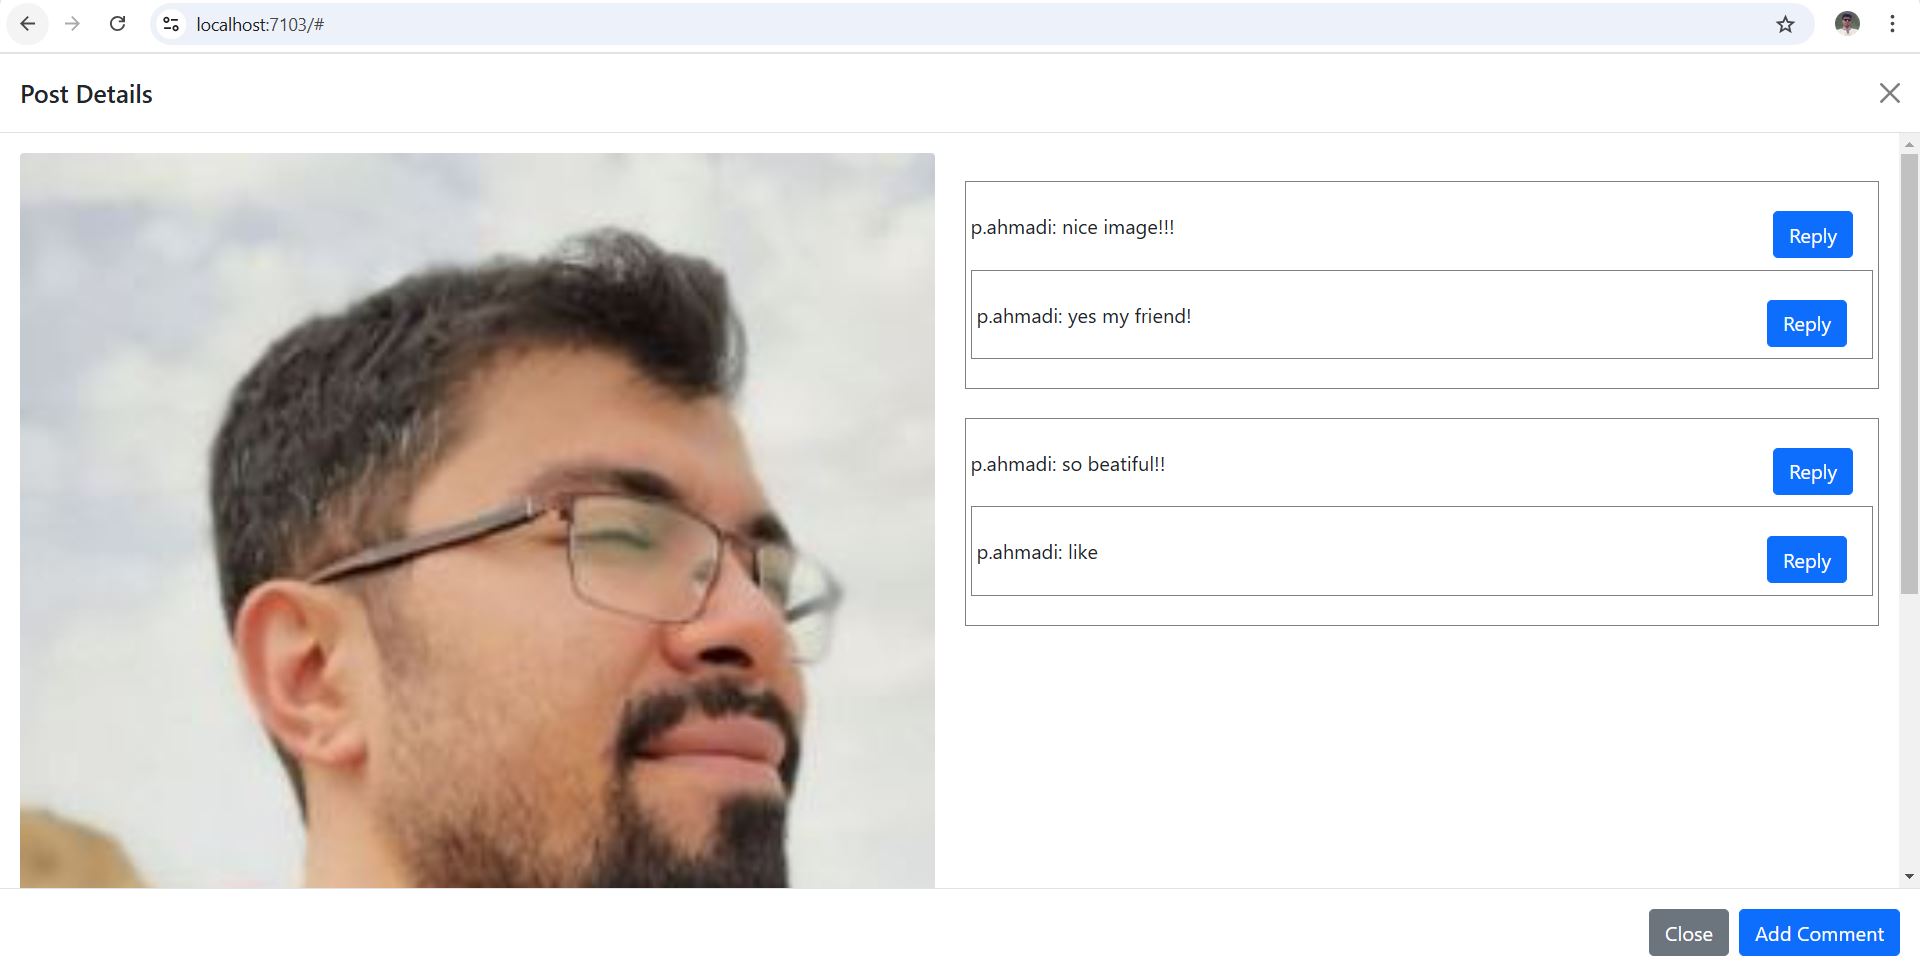 localhost:7103/#
Post Details
p.ahmadi: nice image!!!
Reply
p.ahmadi: yes my friend!
Reply
p.ahmadi: so beatiful!!
Reply
p.ahmadi: like
Reply
Close
Add Comment